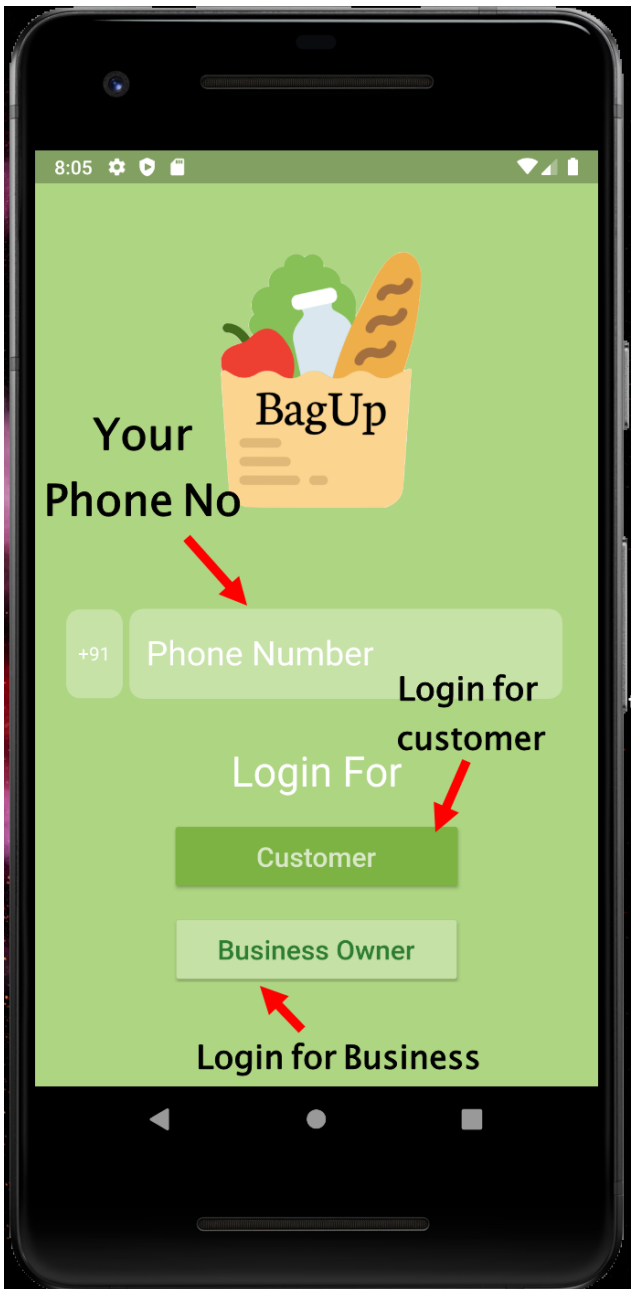 8:05
BagUp
Your
Phone No
+91
Phone Number
Login for
customer
Login For
Customer
Business Owner
Login for Business